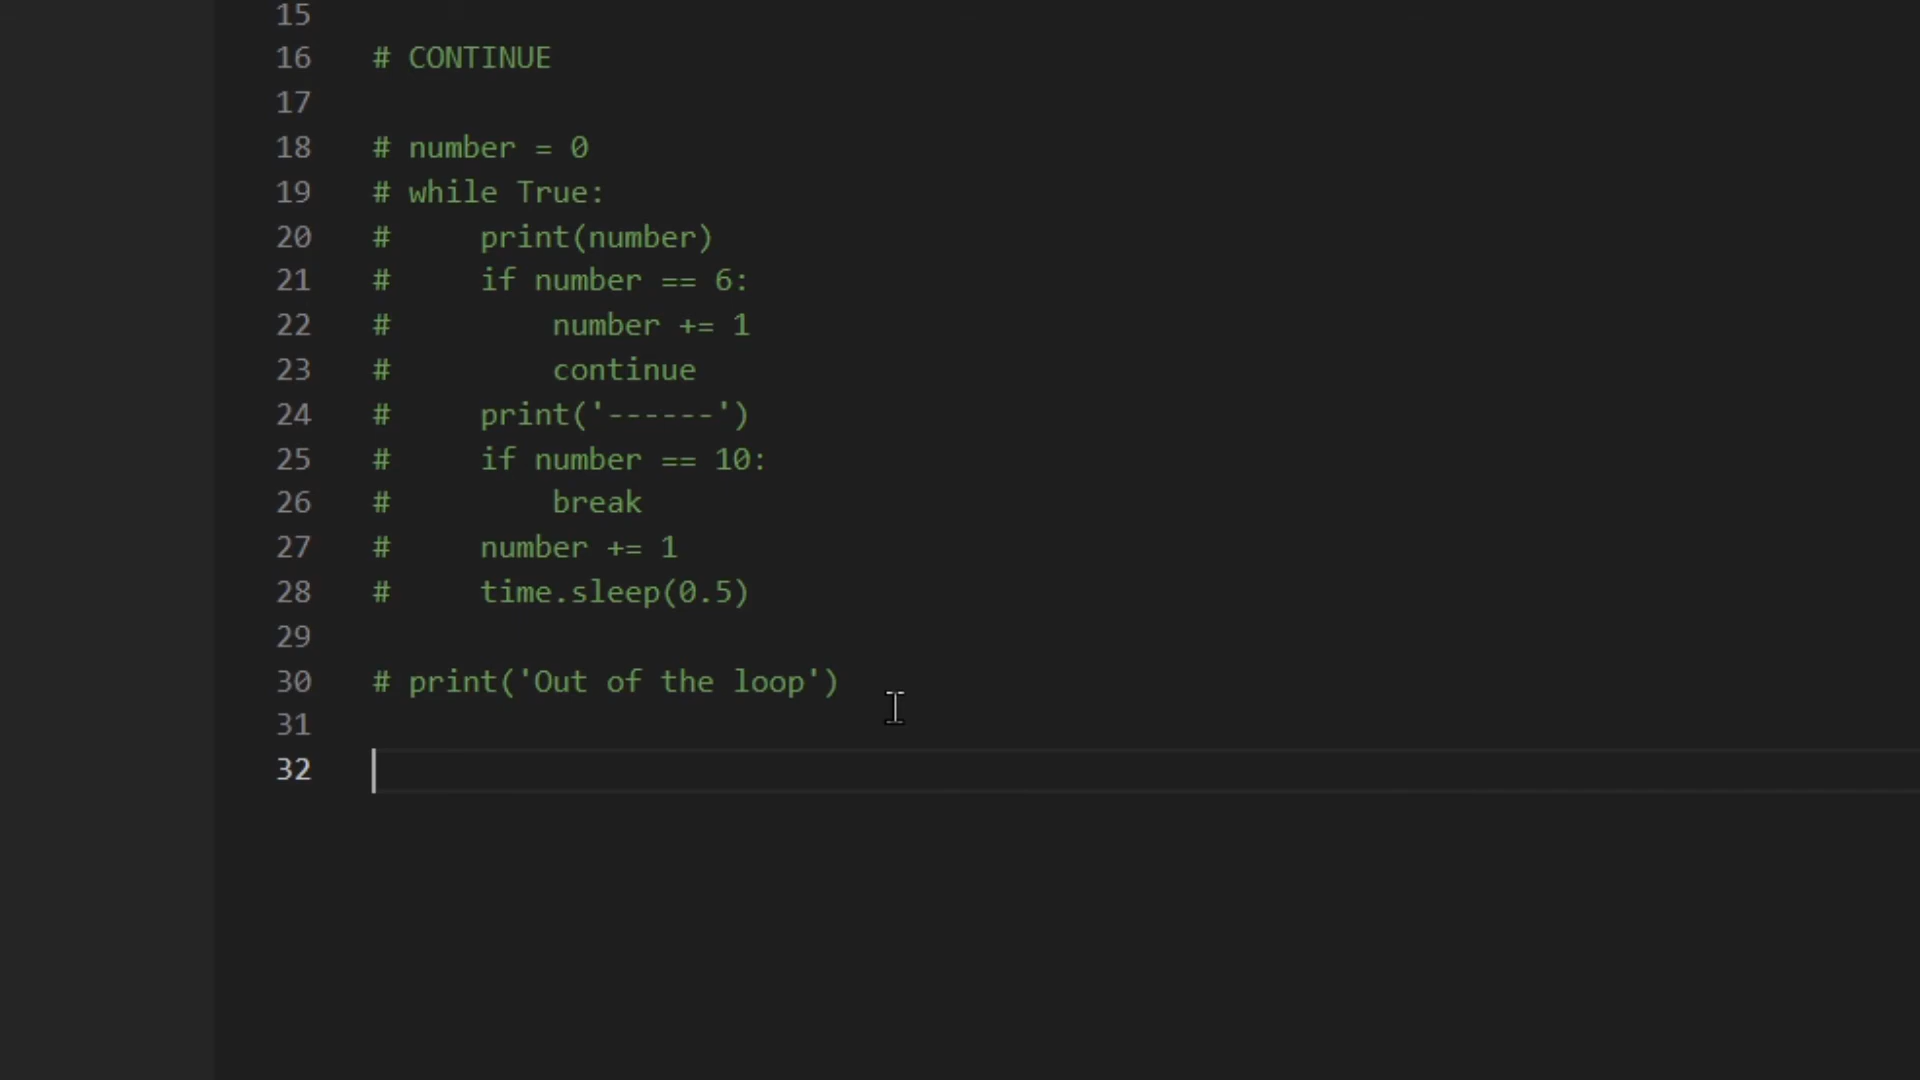 15
16 # CONTINUE
17
18 # number = 0
19 # while True:
20 #     print(number)
21 #     if number == 6:
22 #         number += 1
23 #         continue
24 #     print('------')
25 #     if number == 10:
26 #         break
27 #     number += 1
28 #     time.sleep(0.5)
29
30 # print('Out of the loop')
31
32